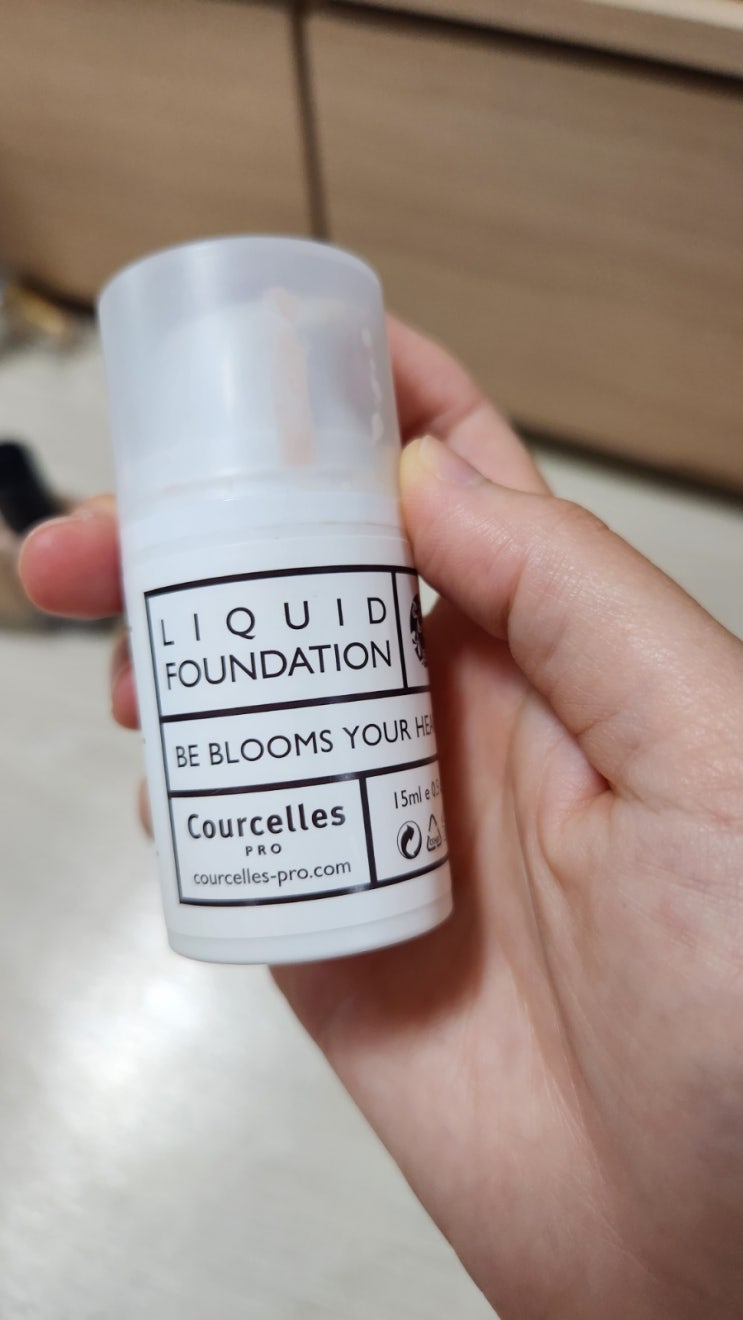 LIQUID
FOUNDATION
BE BLOOMS YOUR
Courcelles
PRO
courcelles-pro.com
15ml e